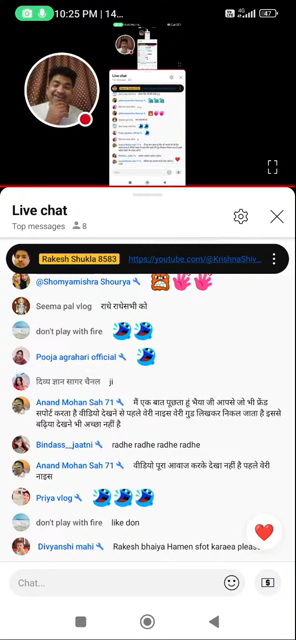 10:25 PM | 14...
4G
47
Live chat
Top messages 8
Rakesh Shukla 8583 https://youtube.com/@KrishnaShiv...
@Shomyamishra Shourya
Seema pal vlog राधे राधेसभी को
don't play with fire
Pooja agrahari official
दिव्य ज्ञान सागर चैनल ji
Anand Mohan Sah 71 मैं एक बात पूछता हूं भैया जी आपसे जो भी फ्रेंड
सपोर्ट करता है वीडियो देखने से पहले वेरी नाइस वेरी गुड लिखकर निकल जाता है इससे
बढ़िया देखने भी अच्छा नहीं है
Bindass_jaatni radhe radhe radhe radhe
Anand Mohan Sah 71 वीडियो पूरा आवाज करके देखा नहीं है पहले वेरी
नाइस
Priya vlog
don't play with fire like don
Divyanshi mahi Rakesh bhaiya Hamen sfot karaea please
Chat...